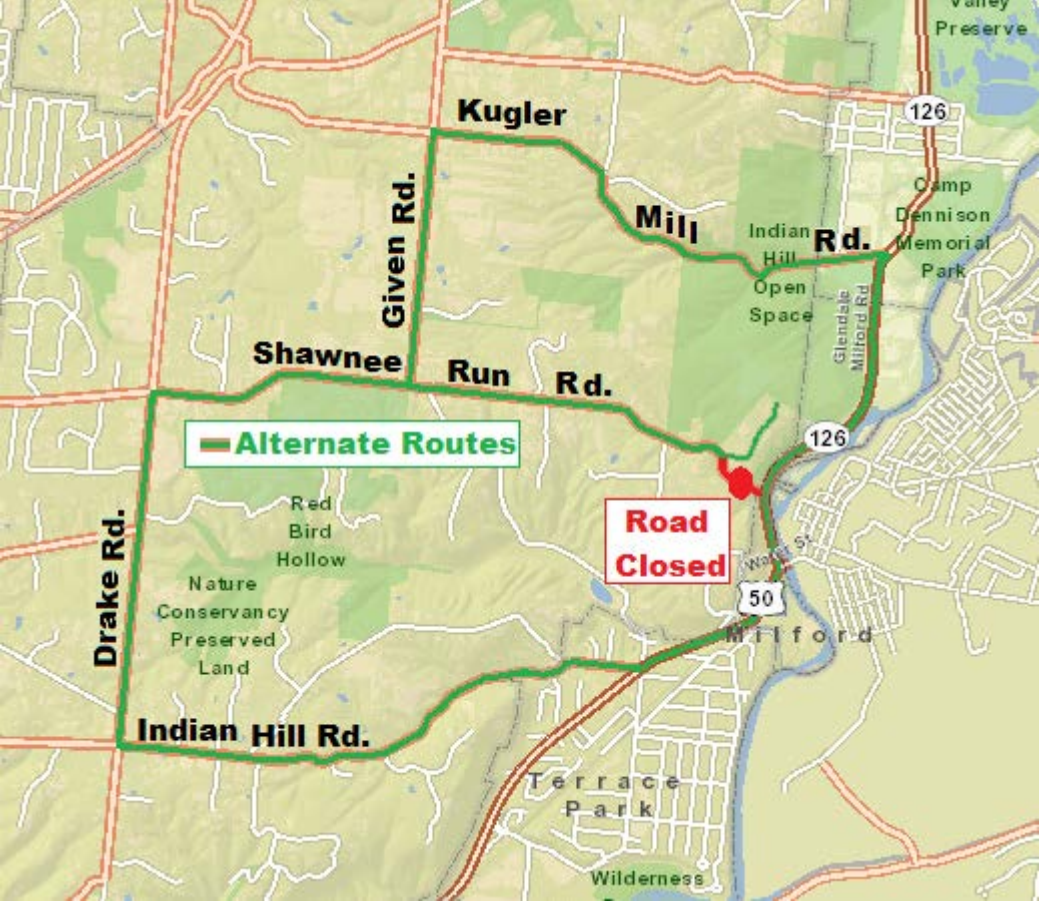 Valley
Preserve
126
Kugler
Camp
Dennison
Memorial
Park
Given Rd.
Mill
Indian
Hill
Open
Space
Rd.
Glendale
Milford Rd
Shawnee
Run Rd.
Alternate Routes
126
Red
Bird
Hollow
Road
Closed
Drake Rd.
Nature
Conservancy
Preserved
Land
50
Milford
Indian Hill Rd.
Terrace
Park
Wilderness